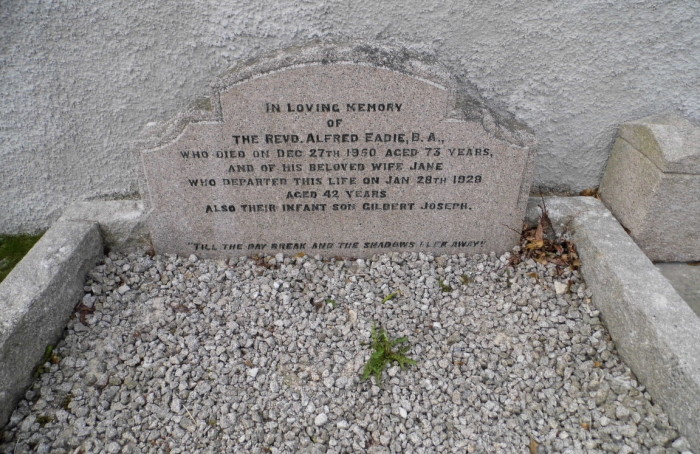 IN LOVING MEMORY
OF
THE REVD. ALFRED EADIE, B.A.,
WHO DIED ON DEC 27TH 1950 AGED 73 YEARS,
AND OF HIS BELOVED WIFE JANE
WHO DEPARTED THIS LIFE ON JAN 28TH 1929
AGED 42 YEARS
ALSO THEIR INFANT SON GILBERT JOSEPH.
"TILL THE DAY BREAK AND THE SHADOWS FLEE AWAY"